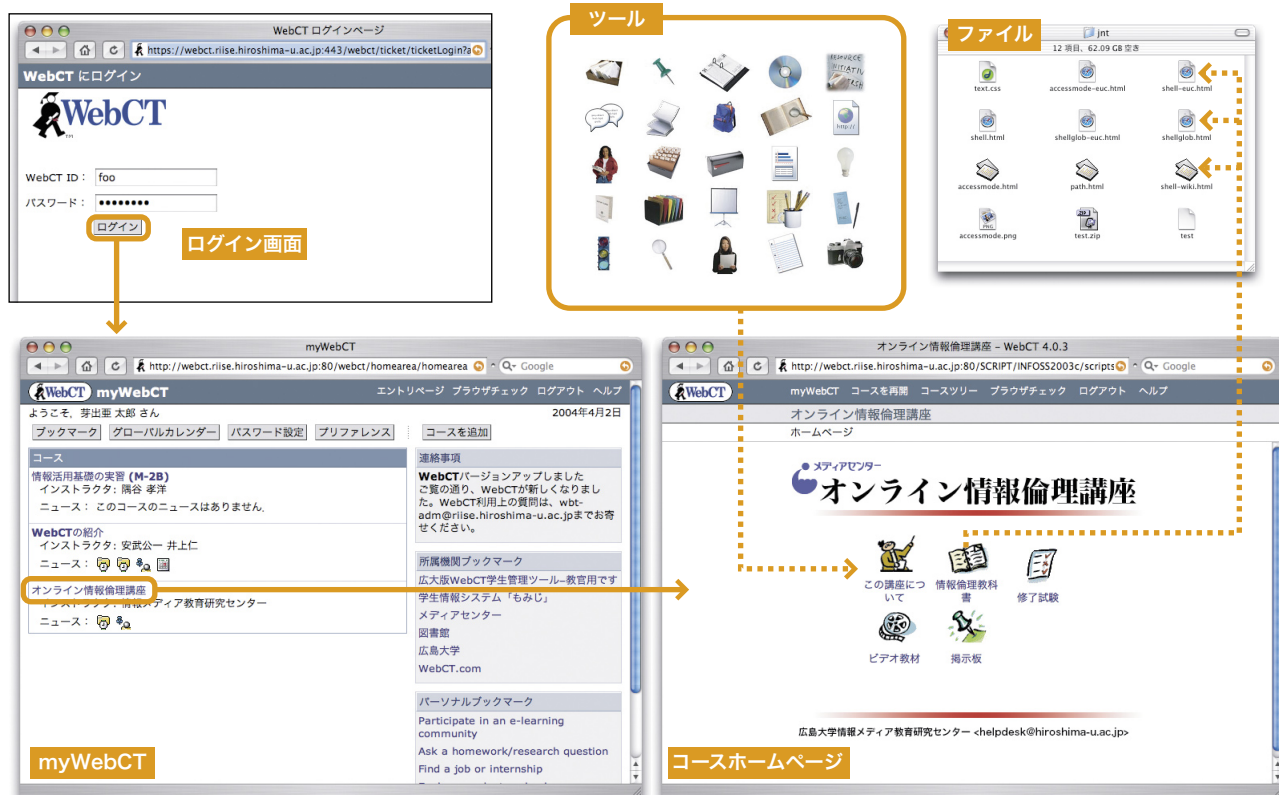 WebCT ログインページ
https://webct.riise.hiroshima-u.ac.jp:443/webct/ticket/ticketLogin?a
WebCT にログイン
WebCT
TM
WebCT ID： foo
パスワード： ••••••••
ログイン
ログイン画面
ツール
RESOURCE
INITIATIV
http://
ファイル
jnt
12 項目、62.09 GB 空き
text.css
accessmode-euc.html
shell-euc.html
shell.html
shellglob-euc.html
shellglob.html
accessmode.html
path.html
shell-wiki.html
PNG
ZIP
accessmode.png
test.zip
test
myWebCT
http://webct.riise.hiroshima-u.ac.jp:80/webct/homearea/homearea
Google
WebCT myWebCT
エントリページ ブラウザチェック ログアウト ヘルプ
ようこそ, 芽出亜 太郎 さん
2004年4月2日
ブックマーク グローバルカレンダー パスワード設定 プリファレンス コースを追加
コース
情報活用基礎の実習 (M-2B)
インストラクタ: 隅谷 孝洋
ニュース： このコースのニュースはありません.
WebCTの紹介
インストラクタ: 安武公一 井上仁
ニュース：
オンライン情報倫理講座
インストラクタ: 情報メディア教育研究センター
ニュース：
連絡事項
WebCTバージョンアップしました
ご覧の通り、WebCTが新しくなりまし
た。WebCT利用上の質問は、wbt-
adm@riise.hiroshima-u.ac.jpまでお寄
せください。
所属機関ブックマーク
広大版WebCT学生管理ツール−教官用です
学生情報システム「もみじ」
メディアセンター
図書館
広島大学
WebCT.com
パーソナルブックマーク
Participate in an e-learning
community
Ask a homework/research question
Find a job or internship
myWebCT
オンライン情報倫理講座 – WebCT 4.0.3
http://webct.riise.hiroshima-u.ac.jp:80/SCRIPT/INFOSS2003c/scripts
Google
WebCT
myWebCT コースを再開 コースツリー ブラウザチェック ログアウト ヘルプ
オンライン情報倫理講座
ホームページ
メディアセンター
オンライン情報倫理講座
この講座につ
いて
情報倫理教科
書
修了試験
ビデオ教材
掲示板
広島大学情報メディア教育研究センター <helpdesk@hiroshima-u.ac.jp>
コースホームページ